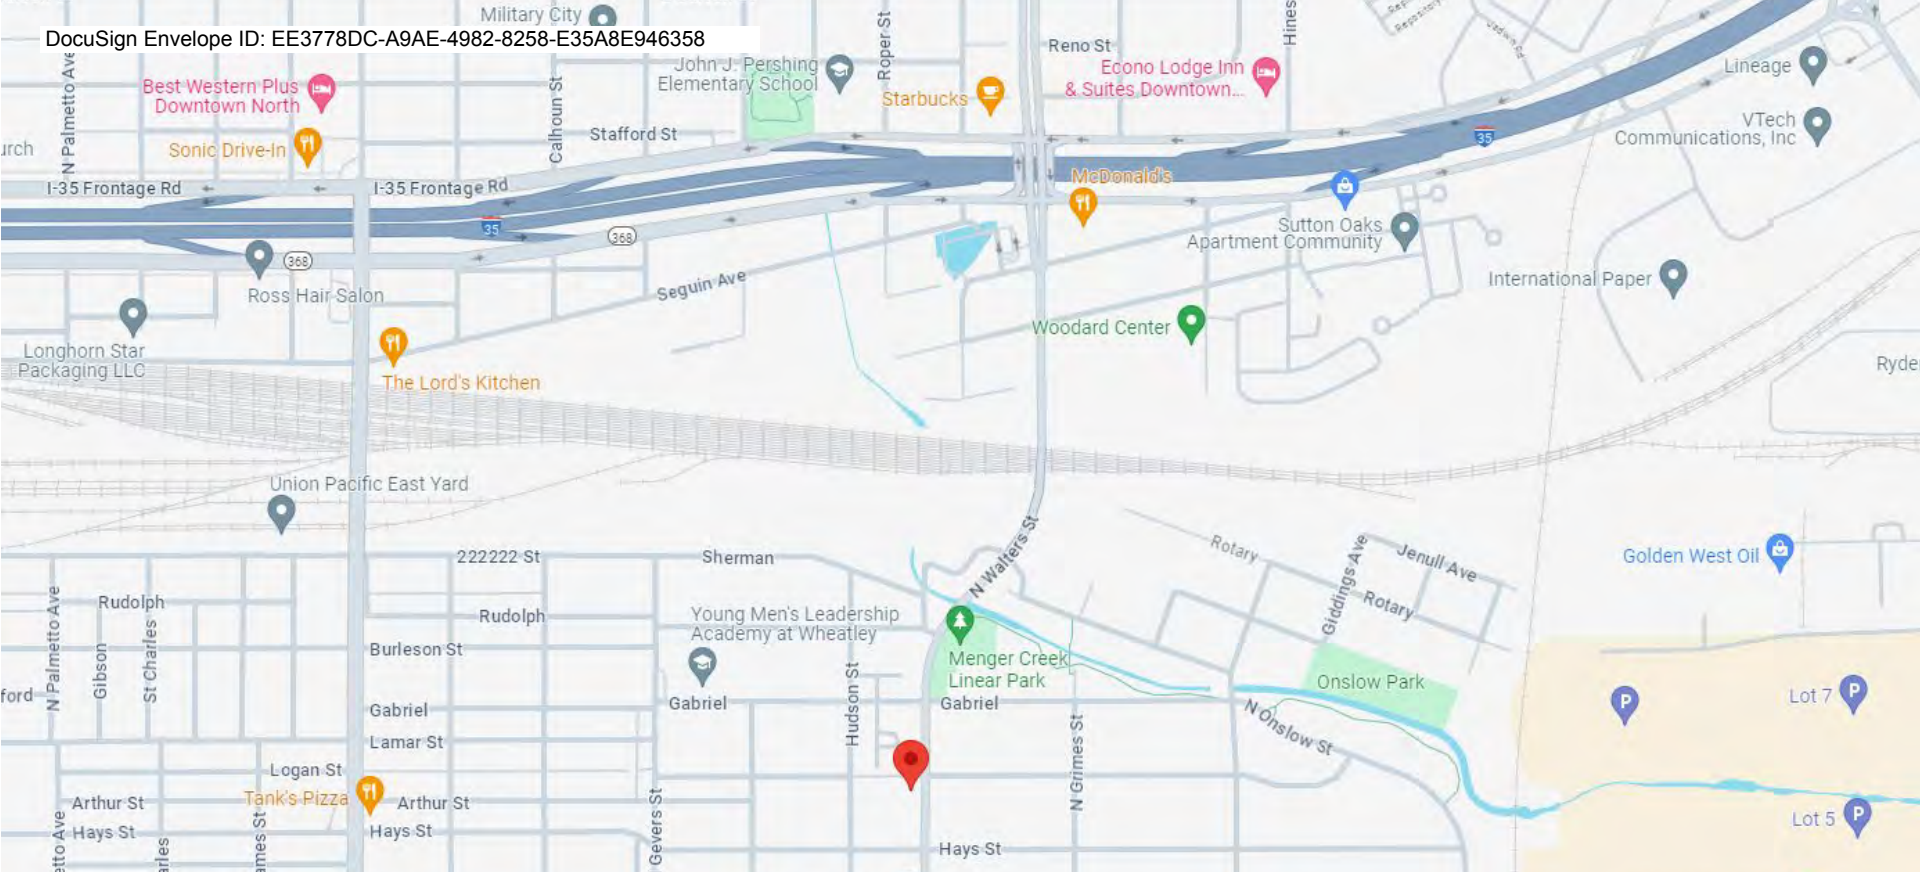 Military City
DocuSign Envelope ID: EE3778DC-A9AE-4982-8258-E35A8E946358
N Palmetto Ave
Best Western Plus
Downtown North
Calhoun St
John J. Pershing
Elementary School
Roper St
Starbucks
Reno St
Econo Lodge Inn
& Suites Downtown...
Hines
Lineage
VTech
Communications, Inc
Sonic Drive-In
Stafford St
urch
35
I-35 Frontage Rd
I-35 Frontage Rd
McDonald's
35
368
368
Ross Hair Salon
Seguin Ave
Sutton Oaks
Apartment Community
International Paper
Woodard Center
Longhorn Star
Packaging LLC
The Lord's Kitchen
Ryde
Union Pacific East Yard
222222 St
Sherman
N Walters St
Rotary
Giddings Ave
Jenull Ave
Rotary
Golden West Oil
N Palmetto Ave
Rudolph
Gibson
St Charles
Rudolph
Young Men's Leadership
Academy at Wheatley
Burleson St
Menger Creek
Linear Park
Onslow Park
ford
Gabriel
Gabriel
Hudson St
Gabriel
N Grimes St
N Onslow St
P
Lot 7
P
Lamar St
Logan St
Tank's Pizza
Arthur St
Arthur St
Hays St
Hays St
etto Ave
arles
ames St
Gevers St
Hays St
Lot 5
P